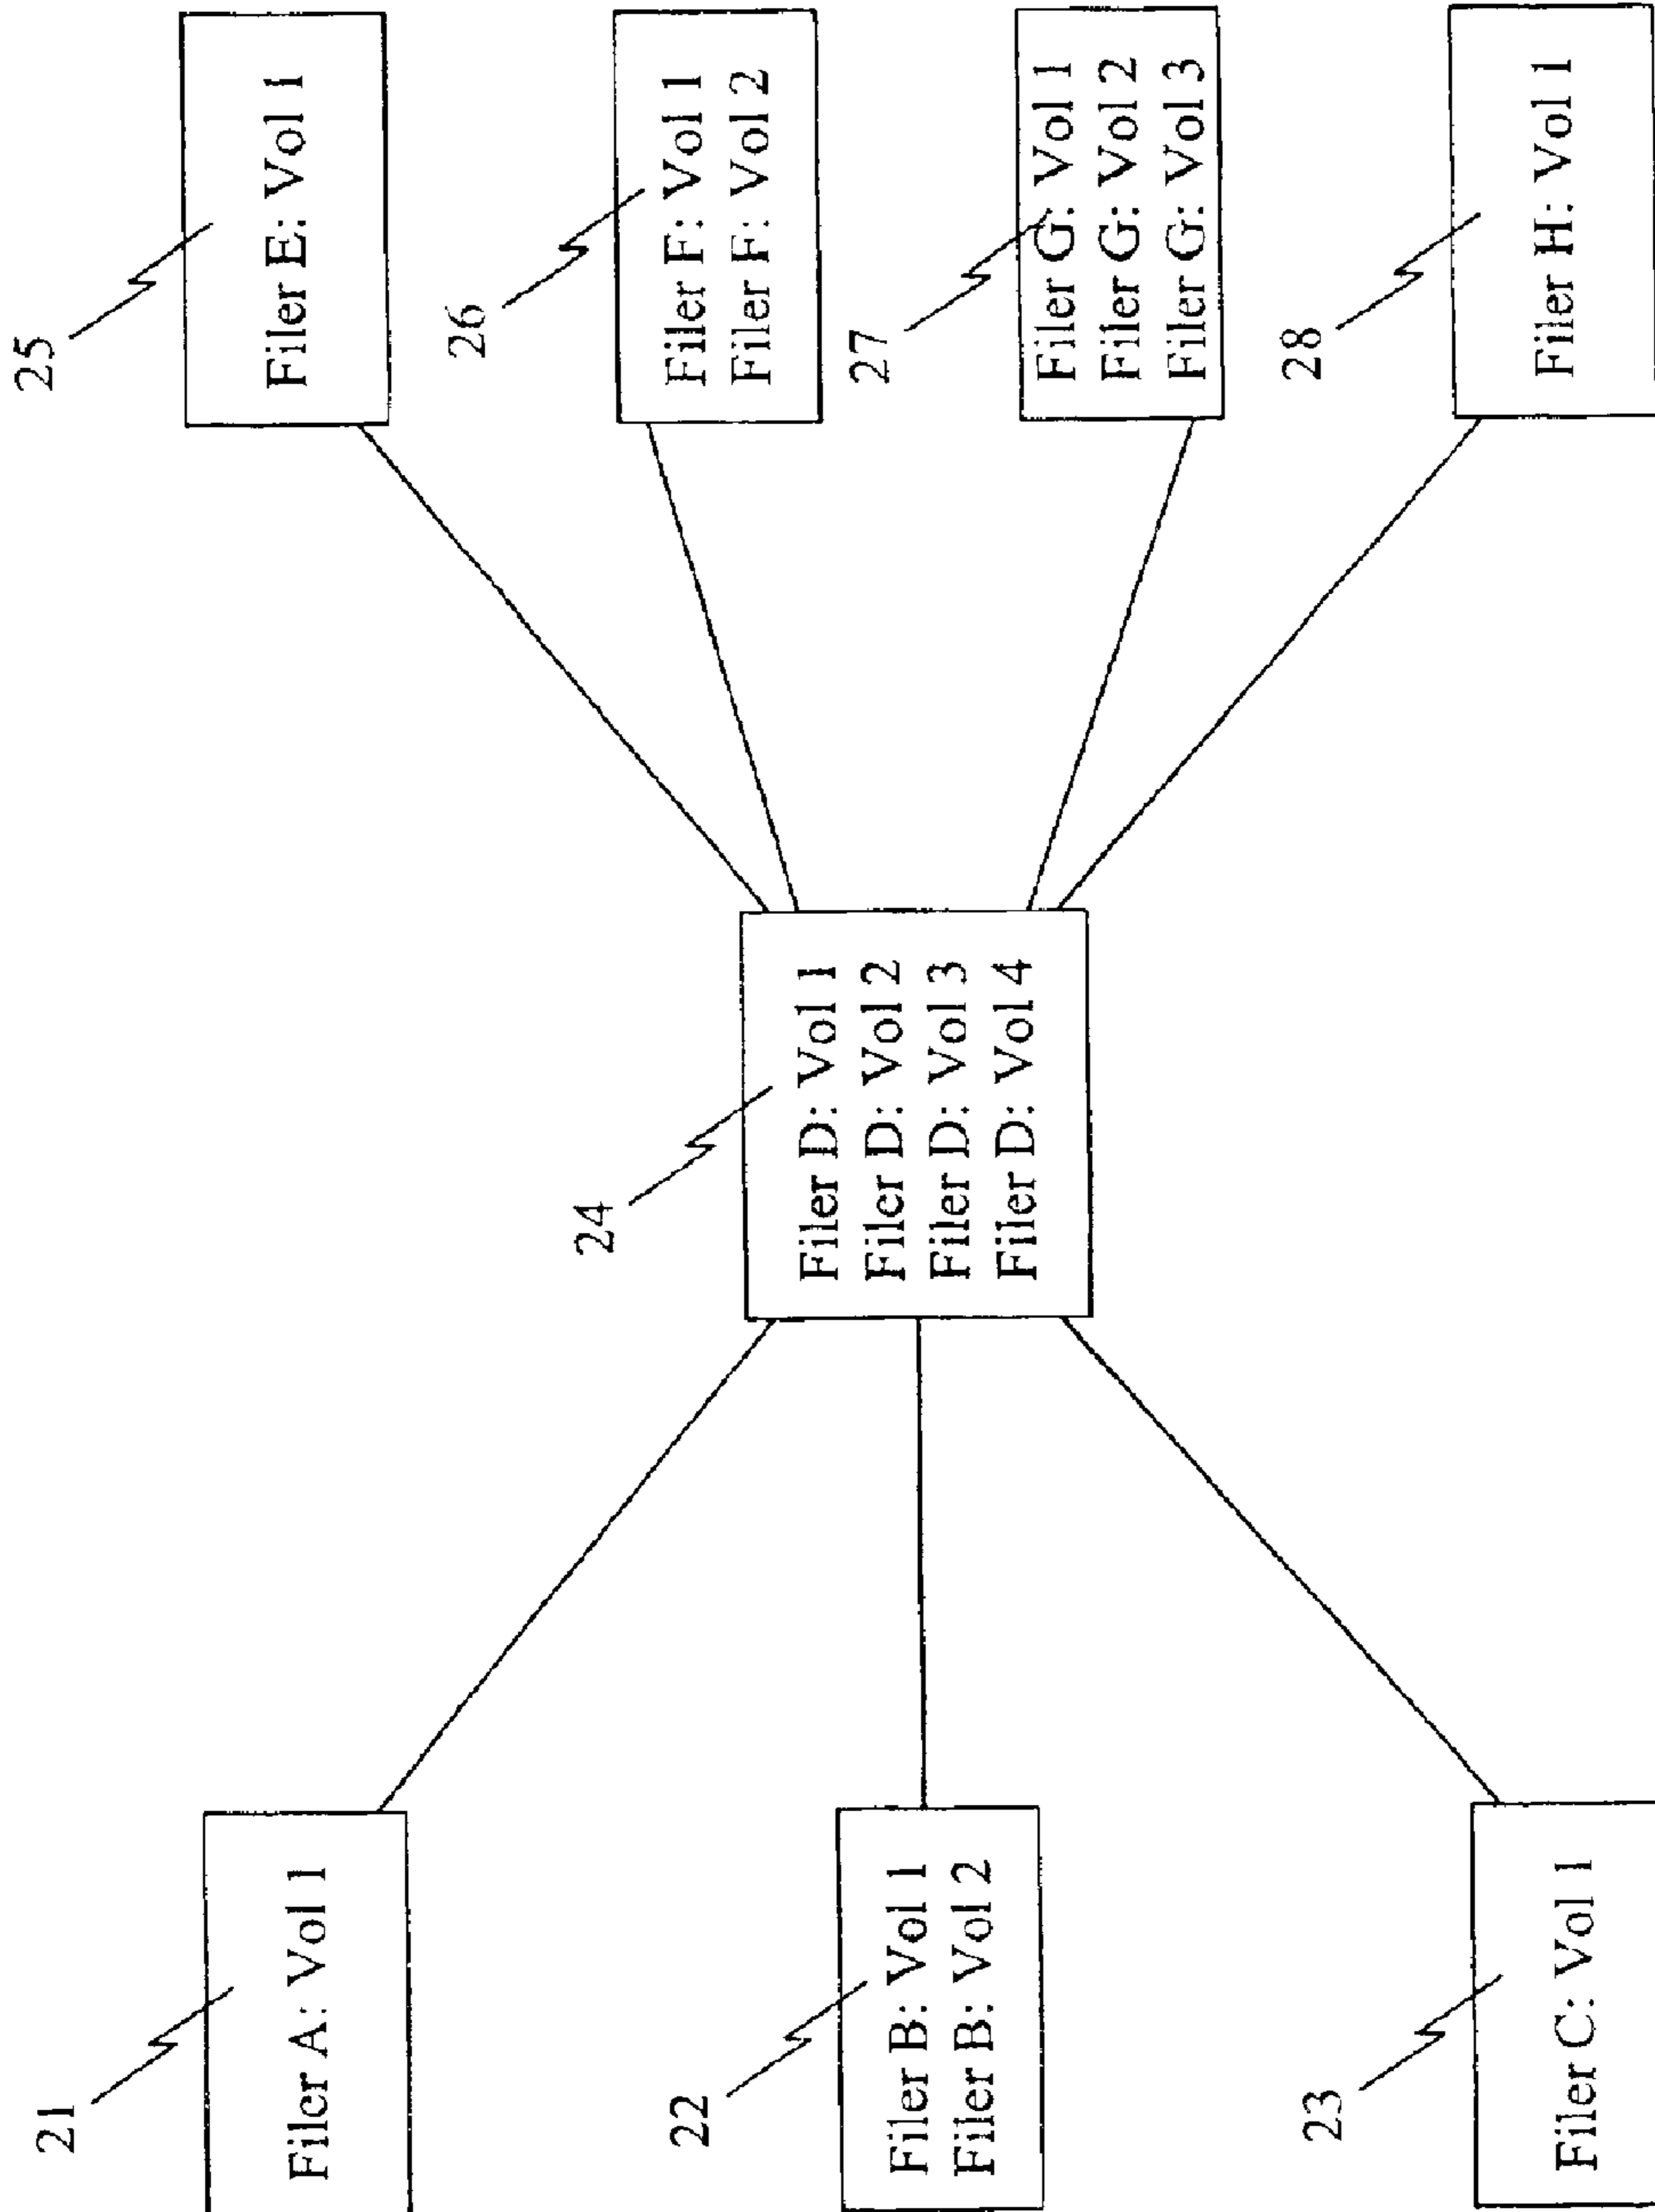 21
Filer A: Vol 1
22
Filer B: Vol 1
Filer B: Vol 2
23
Filer C: Vol 1
24
Filer D: Vol 1
Filer D: Vol 2
Filer D: Vol 3
Filer D: Vol 4
25
Filer E: Vol 1
26
Filer F: Vol 1
Filer F: Vol 2
27
Filer G: Vol 1
Filer G: Vol 2
Filer G: Vol 3
28
Filer H: Vol 1